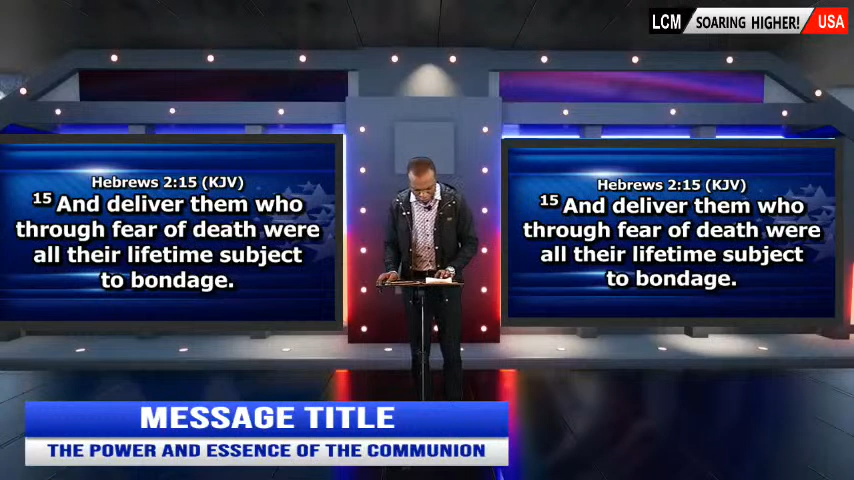 LCM SOARING HIGHER! USA
Hebrews 2:15 (KJV)
15 And deliver them who
through fear of death were
all their lifetime subject
to bondage.
Hebrews 2:15 (KJV)
15 And deliver them who
through fear of death were
all their lifetime subject
to bondage.
MESSAGE TITLE
THE POWER AND ESSENCE OF THE COMMUNION